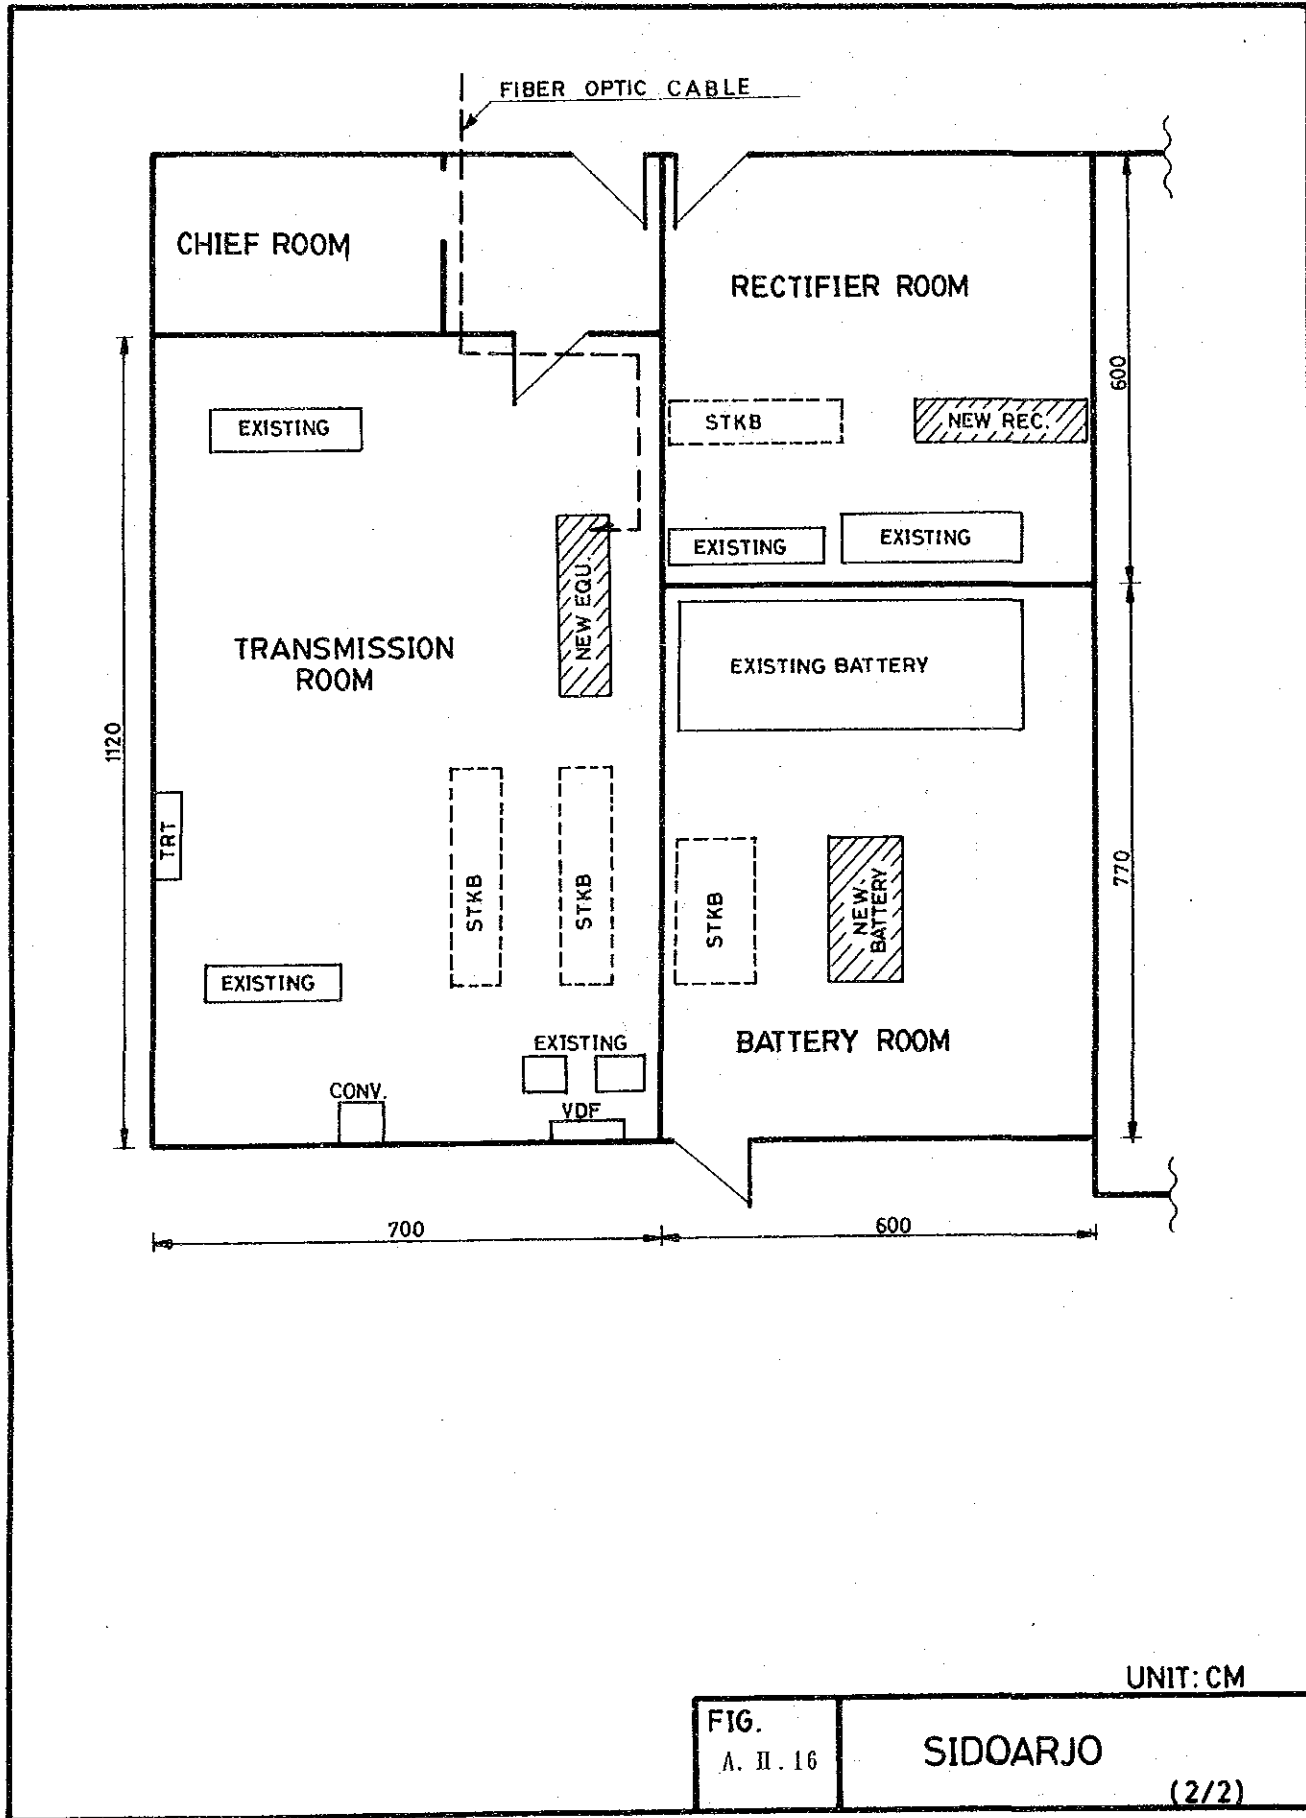 FIBER OPTIC CABLE
CHIEF ROOM
RECTIFIER ROOM
600
EXISTING
STKB
NEW REC.
EXISTING
EXISTING
NEW EQU.
TRANSMISSION
ROOM
EXISTING BATTERY
1120
TRT
STKB
STKB
STKB
NEW.
BATTERY
770
EXISTING
EXISTING
BATTERY ROOM
CONV.
VDF
700
600
UNIT: CM
FIG.
A. II. 16
SIDOARJO
(2/2)